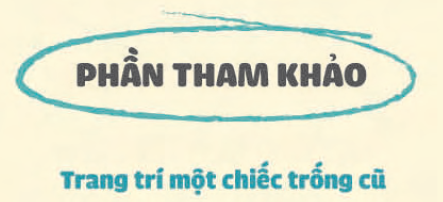 PHẦN THAM KHẢO
Trang trí một chiếc trống cũ